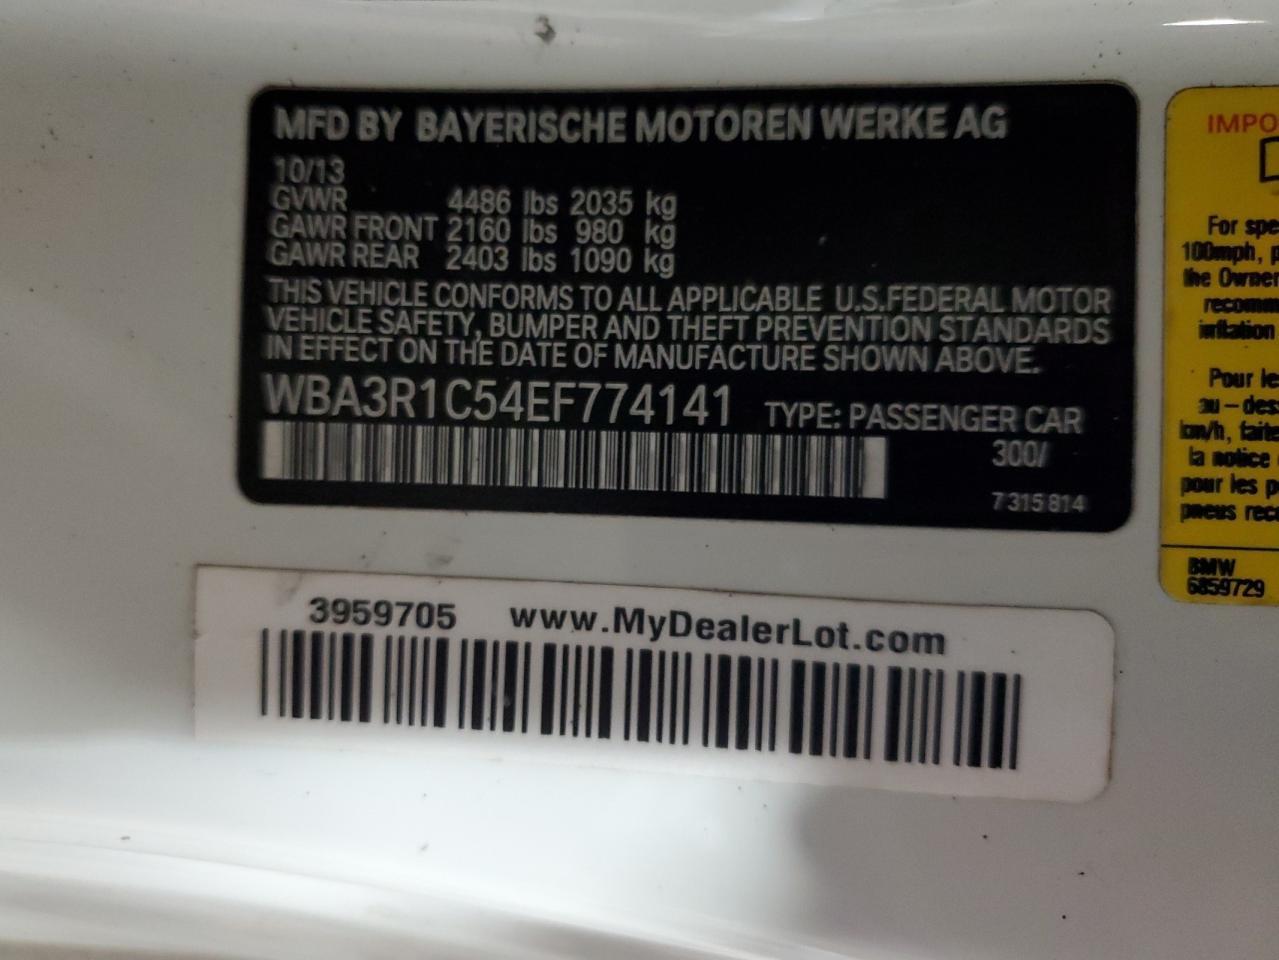 MFD BY BAYERISCHE MOTOREN WERKE AG
10/13
GVWR 4486 lbs 2035 kg
GAWR FRONT 2160 lbs 980 kg
GAWR REAR 2403 lbs 1090 kg
THIS VEHICLE CONFORMS TO ALL APPLICABLE U.S.FEDERAL MOTOR
VEHICLE SAFETY, BUMPER AND THEFT PREVENTION STANDARDS
IN EFFECT ON THE DATE OF MANUFACTURE SHOWN ABOVE.
WBA3R1C54EF774141 TYPE: PASSENGER CAR
300/
7 315 814
3959705 www.MyDealerLot.com
IMPO
For spe
100mph, p
the Owner
recomm
inflation
Pour le
au-dess
km/h, faite
la notice
pour les p
pneus rec
BMW
6859729